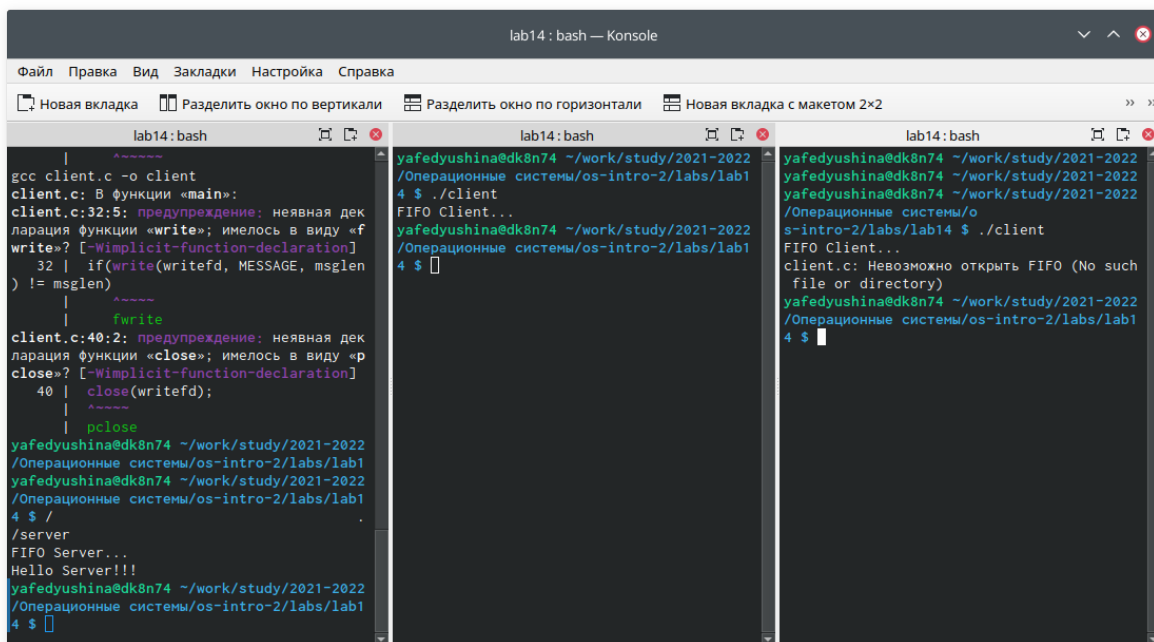 lab14 : bash — Konsole
Файл Правка Вид Закладки Настройка Справка
Новая вкладка Разделить окно по вертикали Разделить окно по горизонтали Новая вкладка с макетом 2×2 » »
lab14 : bash
| ^~~~~~
gcc client.c -o client
client.c: В функции «main»:
client.c:32:5: предупреждение: неявная дек
ларация функции «write»; имелось в виду «f
write»? [-Wimplicit-function-declaration]
32 | if(write(writefd, MESSAGE, msglen
) != msglen)
| ^~~~~
| fwrite
client.c:40:2: предупреждение: неявная дек
ларация функции «close»; имелось в виду «p
close»? [-Wimplicit-function-declaration]
40 | close(writefd);
| ^~~~~
| pclose
yafedyushina@dk8n74 ~/work/study/2021-2022
/Операционные системы/os-intro-2/labs/lab1
yafedyushina@dk8n74 ~/work/study/2021-2022
/Операционные системы/os-intro-2/labs/lab1
4 $ / .
/server
FIFO Server...
Hello Server!!!
yafedyushina@dk8n74 ~/work/study/2021-2022
/Операционные системы/os-intro-2/labs/lab1
4 $
lab14 : bash
yafedyushina@dk8n74 ~/work/study/2021-2022
/Операционные системы/os-intro-2/labs/lab1
4 $ ./client
FIFO Client...
yafedyushina@dk8n74 ~/work/study/2021-2022
/Операционные системы/os-intro-2/labs/lab1
4 $
lab14 : bash
yafedyushina@dk8n74 ~/work/study/2021-2022
yafedyushina@dk8n74 ~/work/study/2021-2022
yafedyushina@dk8n74 ~/work/study/2021-2022
/Операционные системы/o
s-intro-2/labs/lab14 $ ./client
FIFO Client...
client.c: Невозможно открыть FIFO (No such
file or directory)
yafedyushina@dk8n74 ~/work/study/2021-2022
/Операционные системы/os-intro-2/labs/lab1
4 $